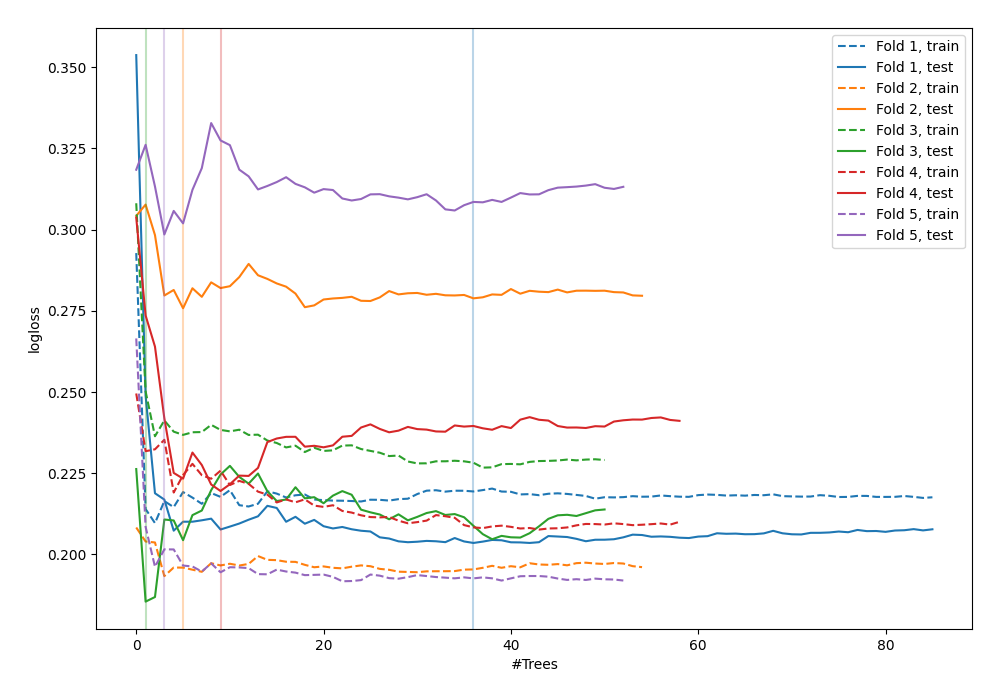 0.350
0.325
0.300
0.275
0.250
0.225
0.200
logloss
0
20
40
60
80
#Trees
Fold 1, train
Fold 1, test
Fold 2, train
Fold 2, test
Fold 3, train
Fold 3, test
Fold 4, train
Fold 4, test
Fold 5, train
Fold 5, test